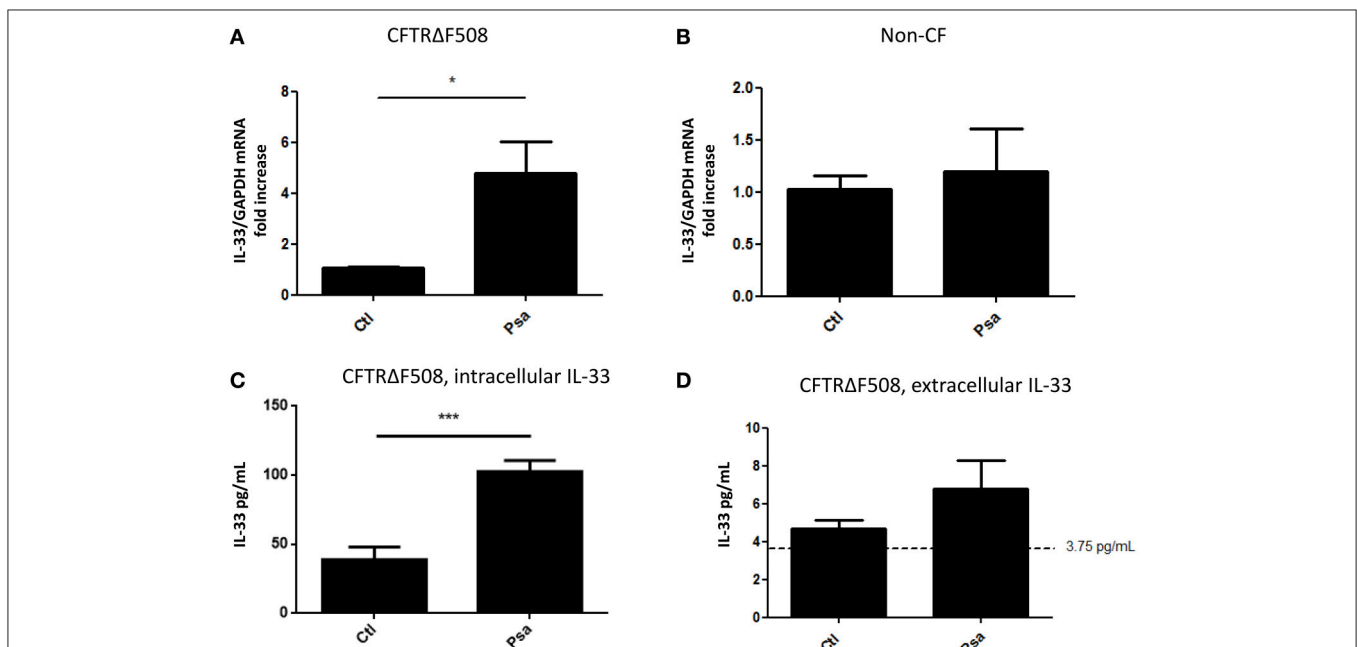 A
CFTRΔF508
*
8
6
4
2
0
IL-33/GAPDH mRNA
fold increase
Ctl
Psa
B
Non-CF
2.0
1.5
1.0
0.5
0.0
IL-33/GAPDH mRNA
fold increase
Ctl
Psa
C
CFTRΔF508, intracellular IL-33
***
150
100
50
0
IL-33 pg/mL
Ctl
Psa
D
CFTRΔF508, extracellular IL-33
10
8
6
4
2
0
IL-33 pg/mL
3.75 pg/mL
Ctl
Psa